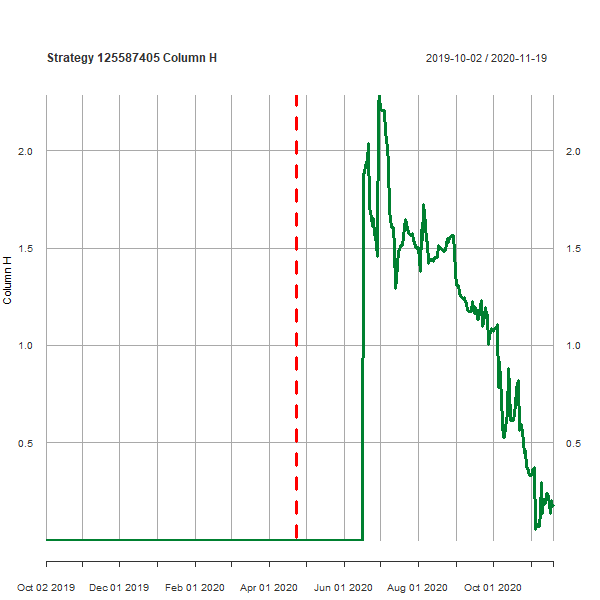 Strategy 125587405 Column H
2019-10-02 / 2020-11-19
2.0
2.0
1.5
1.5
Column H
1.0
1.0
0.5
0.5
Oct 02 2019
Dec 01 2019
Feb 01 2020
Apr 01 2020
Jun 01 2020
Aug 01 2020
Oct 01 2020